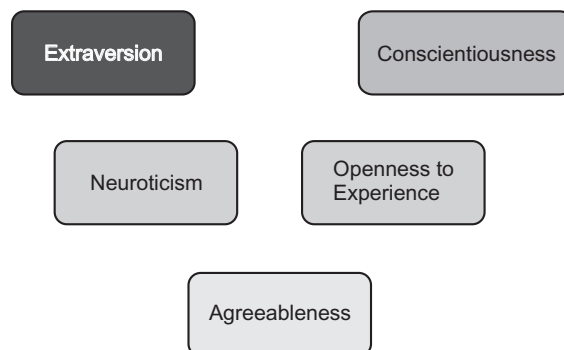 Extraversion
Conscientiousness
Neuroticism
Openness to
Experience
Agreeableness